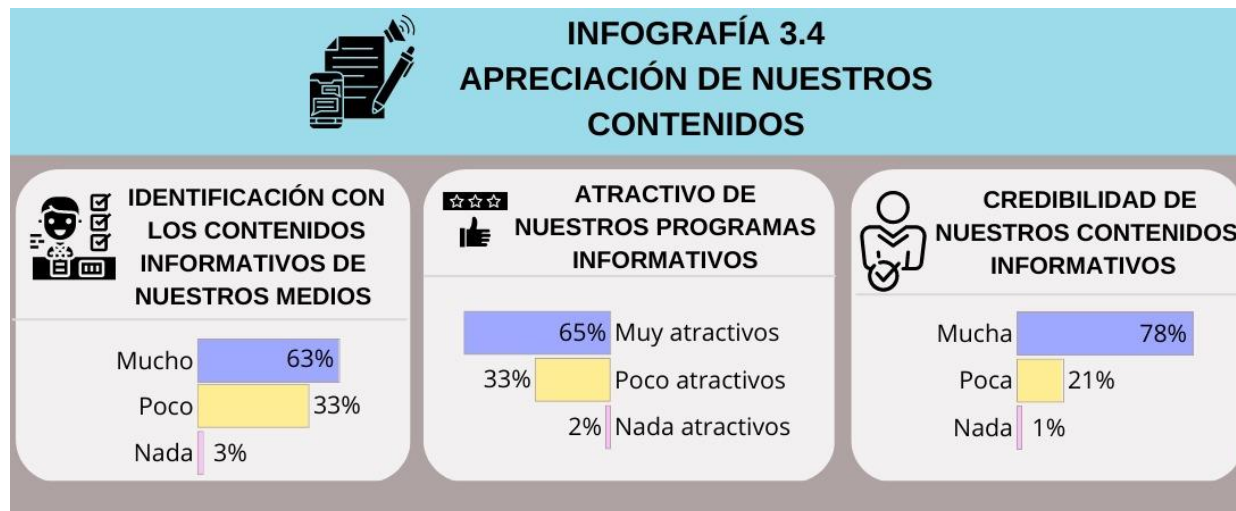 INFOGRAFÍA 3.4
APRECIACIÓN DE NUESTROS
CONTENIDOS
IDENTIFICACIÓN CON
LOS CONTENIDOS
INFORMATIVOS DE
NUESTROS MEDIOS
Mucho 63%
Poco 33%
Nada 3%
ATRACTIVO DE
NUESTROS PROGRAMAS
INFORMATIVOS
65% Muy atractivos
33% Poco atractivos
2% Nada atractivos
CREDIBILIDAD DE
NUESTROS CONTENIDOS
INFORMATIVOS
Mucha 78%
Poca 21%
Nada 1%